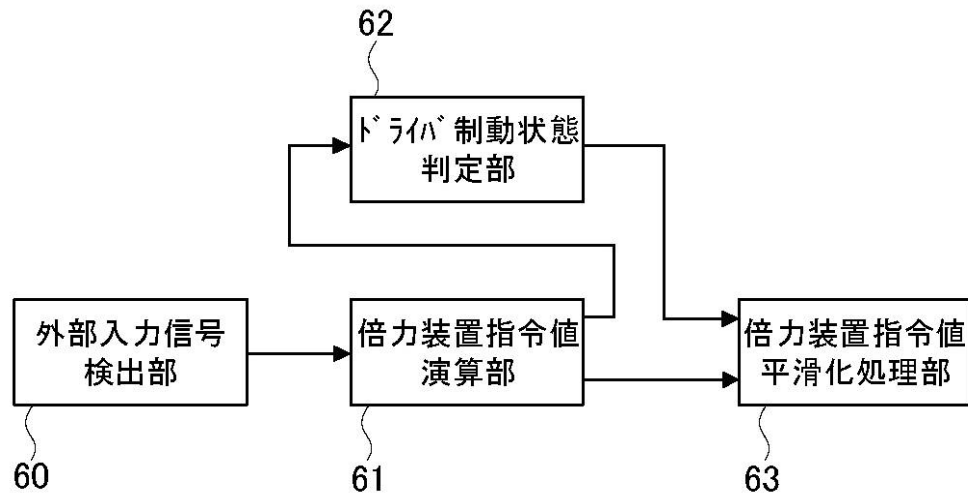 62
ﾄﾞﾗｲﾊﾞ制動状態
判定部
外部入力信号
検出部
倍力装置指令値
演算部
倍力装置指令値
平滑化処理部
60
61
63